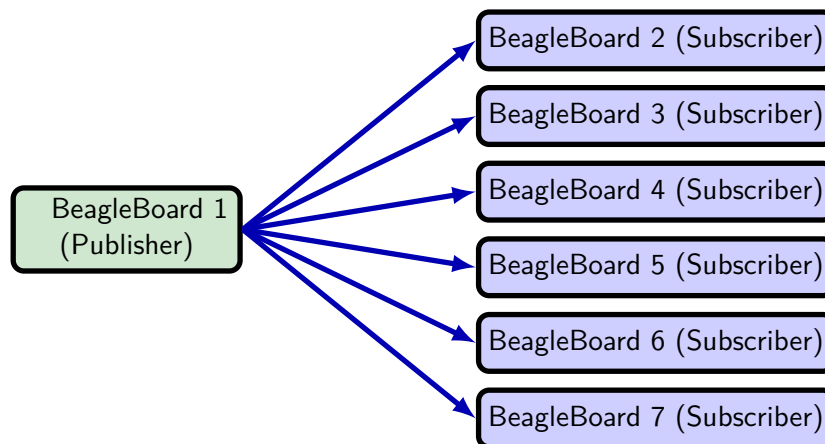 BeagleBoard 2 (Subscriber)
BeagleBoard 3 (Subscriber)
BeagleBoard 4 (Subscriber)
BeagleBoard 1
(Publisher)
BeagleBoard 5 (Subscriber)
BeagleBoard 6 (Subscriber)
BeagleBoard 7 (Subscriber)